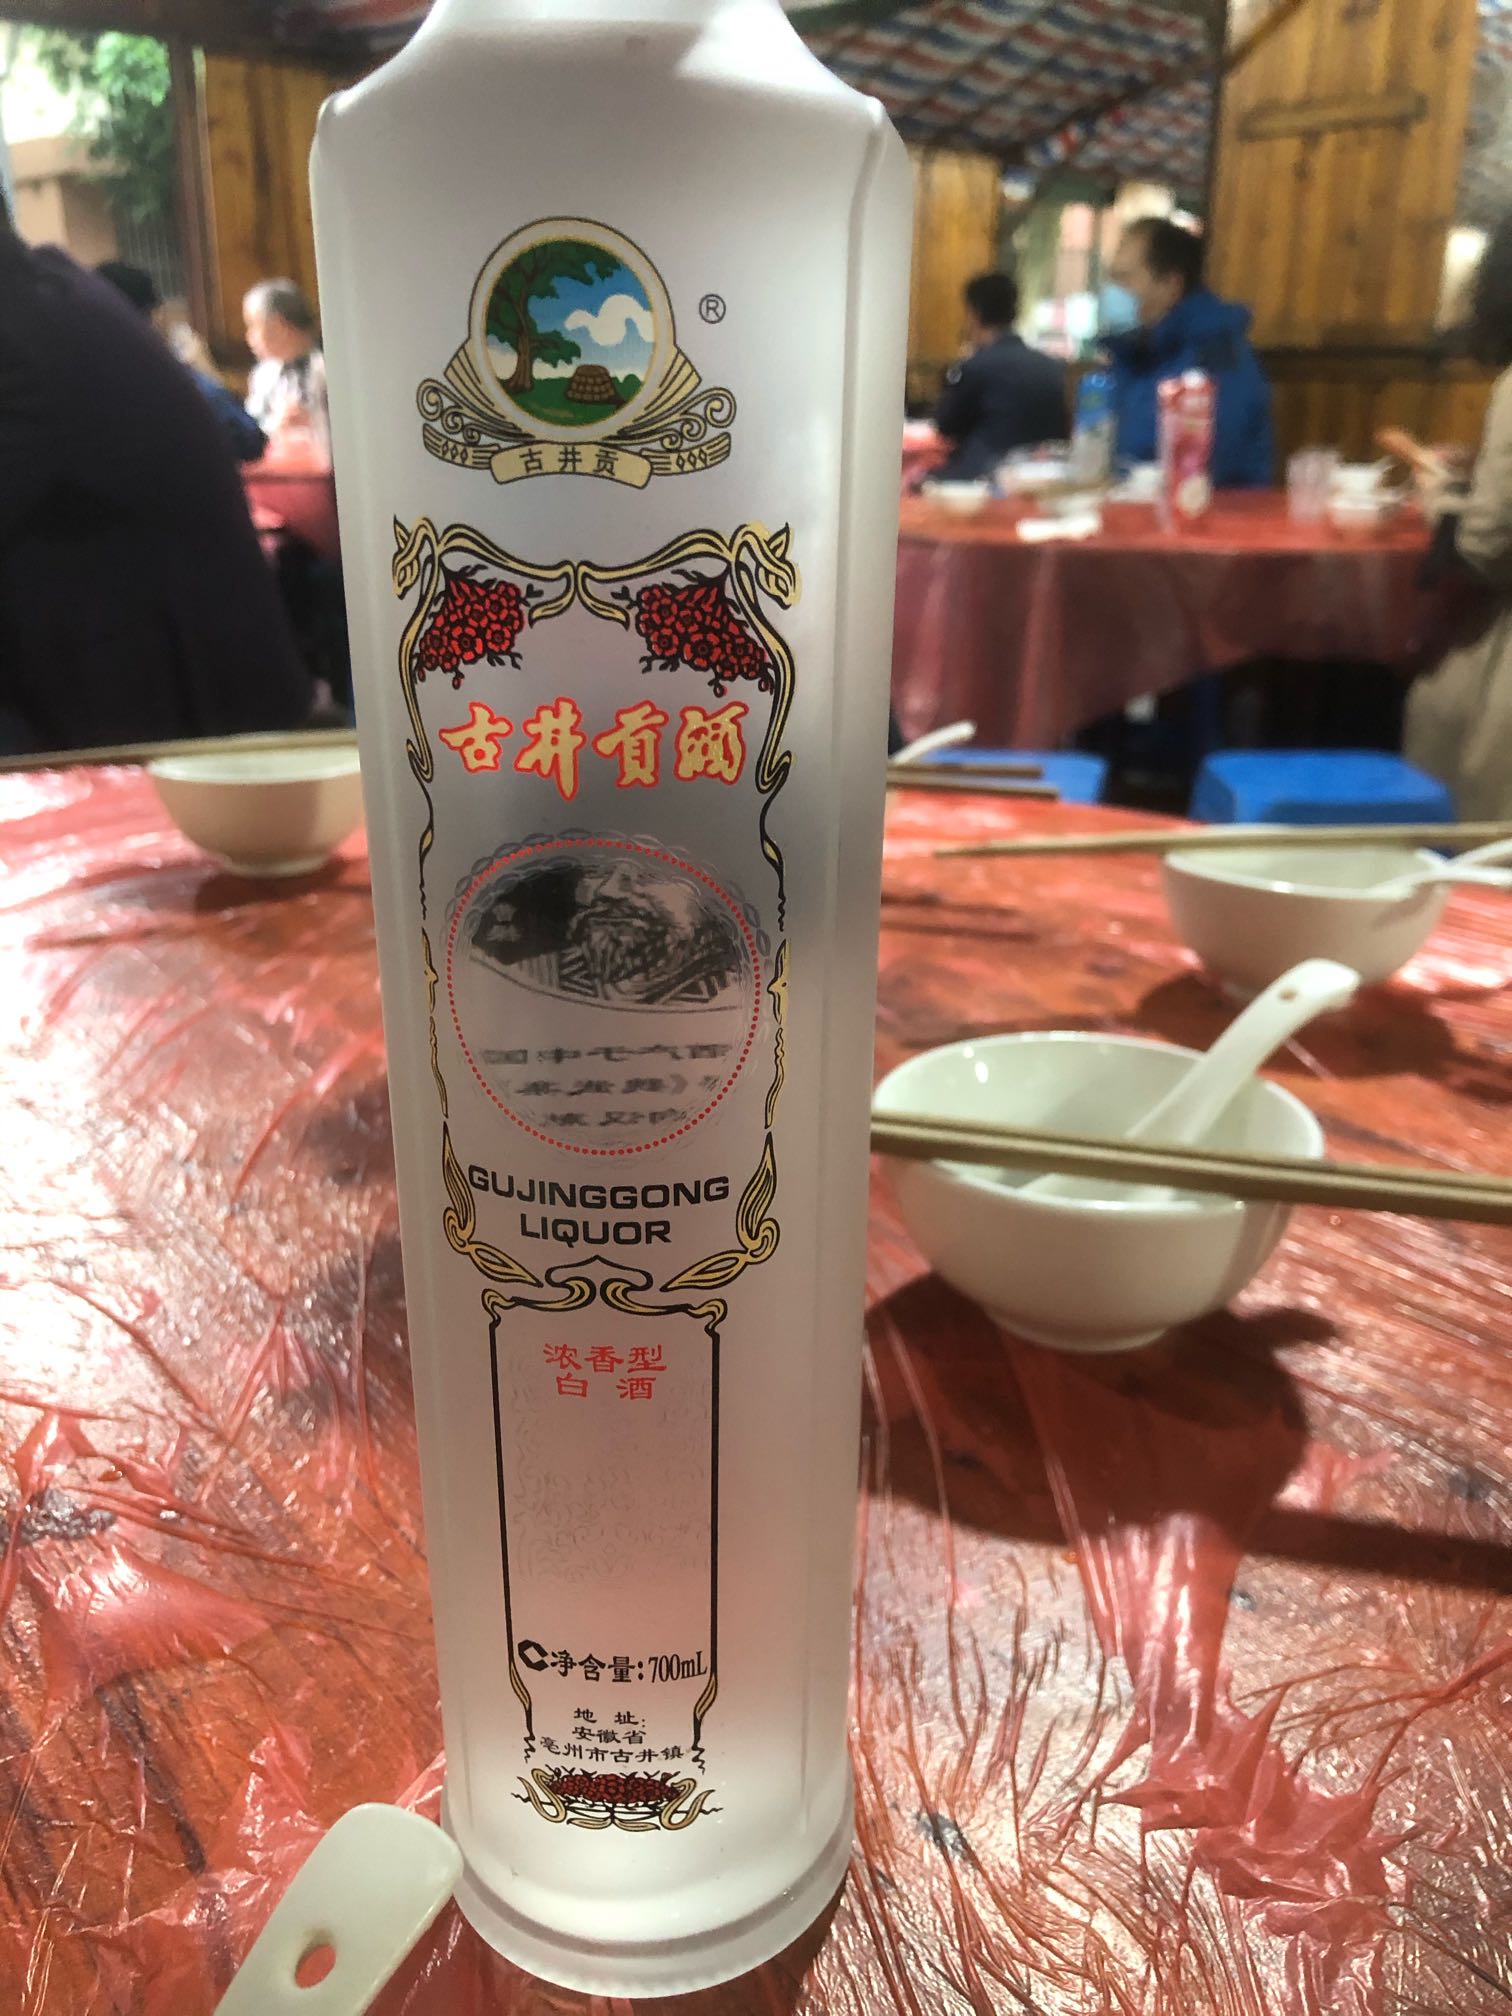 ®
古井贡
古井贡酒
GUJINGGONG
LIQUOR
浓香型
白酒
净含量:700mL
地址:
安徽省
亳州市古井镇